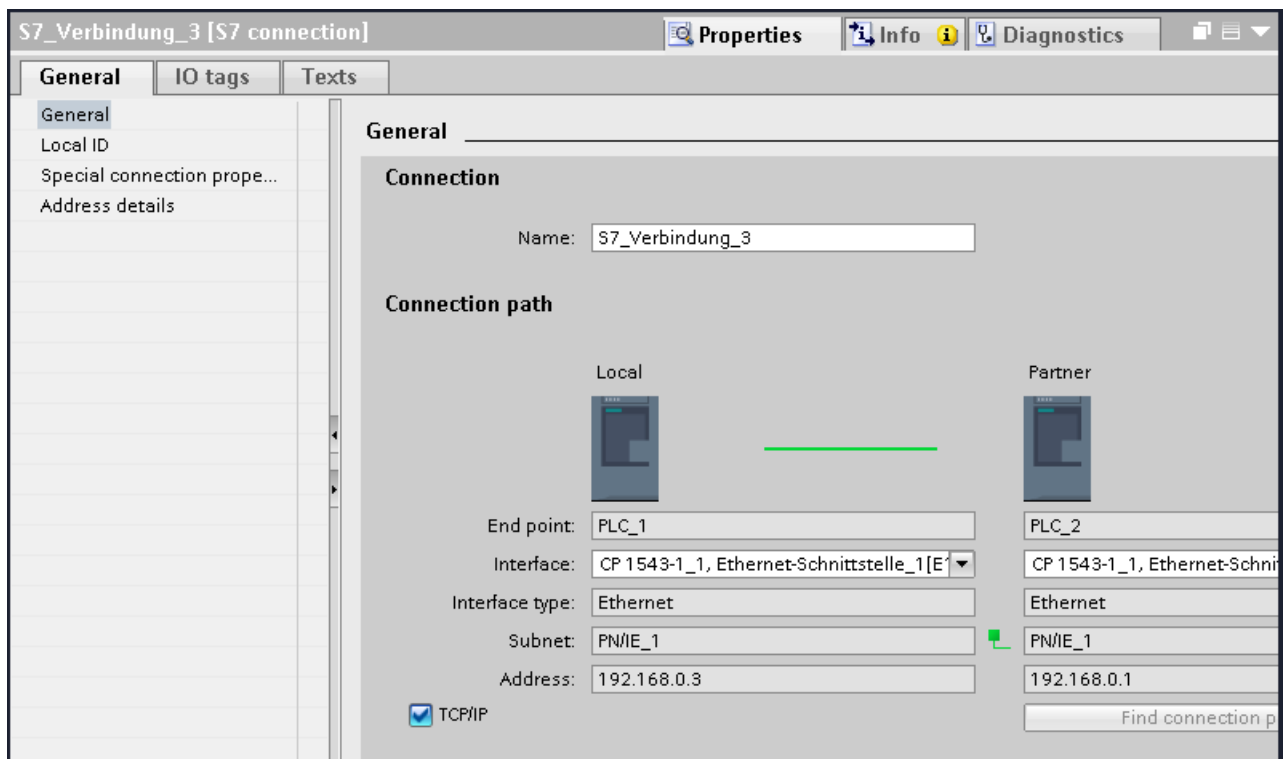 S7_Verbindung_3 [S7 connection]
Properties
Info
Diagnostics
General
IO tags
Texts
General
Local ID
Special connection prope...
Address details
General
Connection
Name: S7_Verbindung_3
Connection path
Local Partner
End point: PLC_1 PLC_2
Interface: CP 1543-1_1, Ethernet-Schnittstelle_1[E1 CP 1543-1_1, Ethernet-Schni
Interface type: Ethernet Ethernet
Subnet: PN/IE_1 PN/IE_1
Address: 192.168.0.3 192.168.0.1
TCP/IP Find connection p